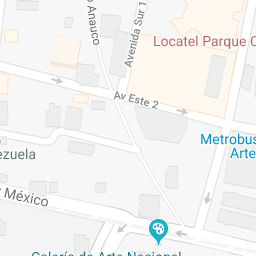 o Anauco
Avenida Sur 1
Locatel Parque C
Av Este 2
Metrobus
Arte
ezuela
México
Galería de Arte Nacional